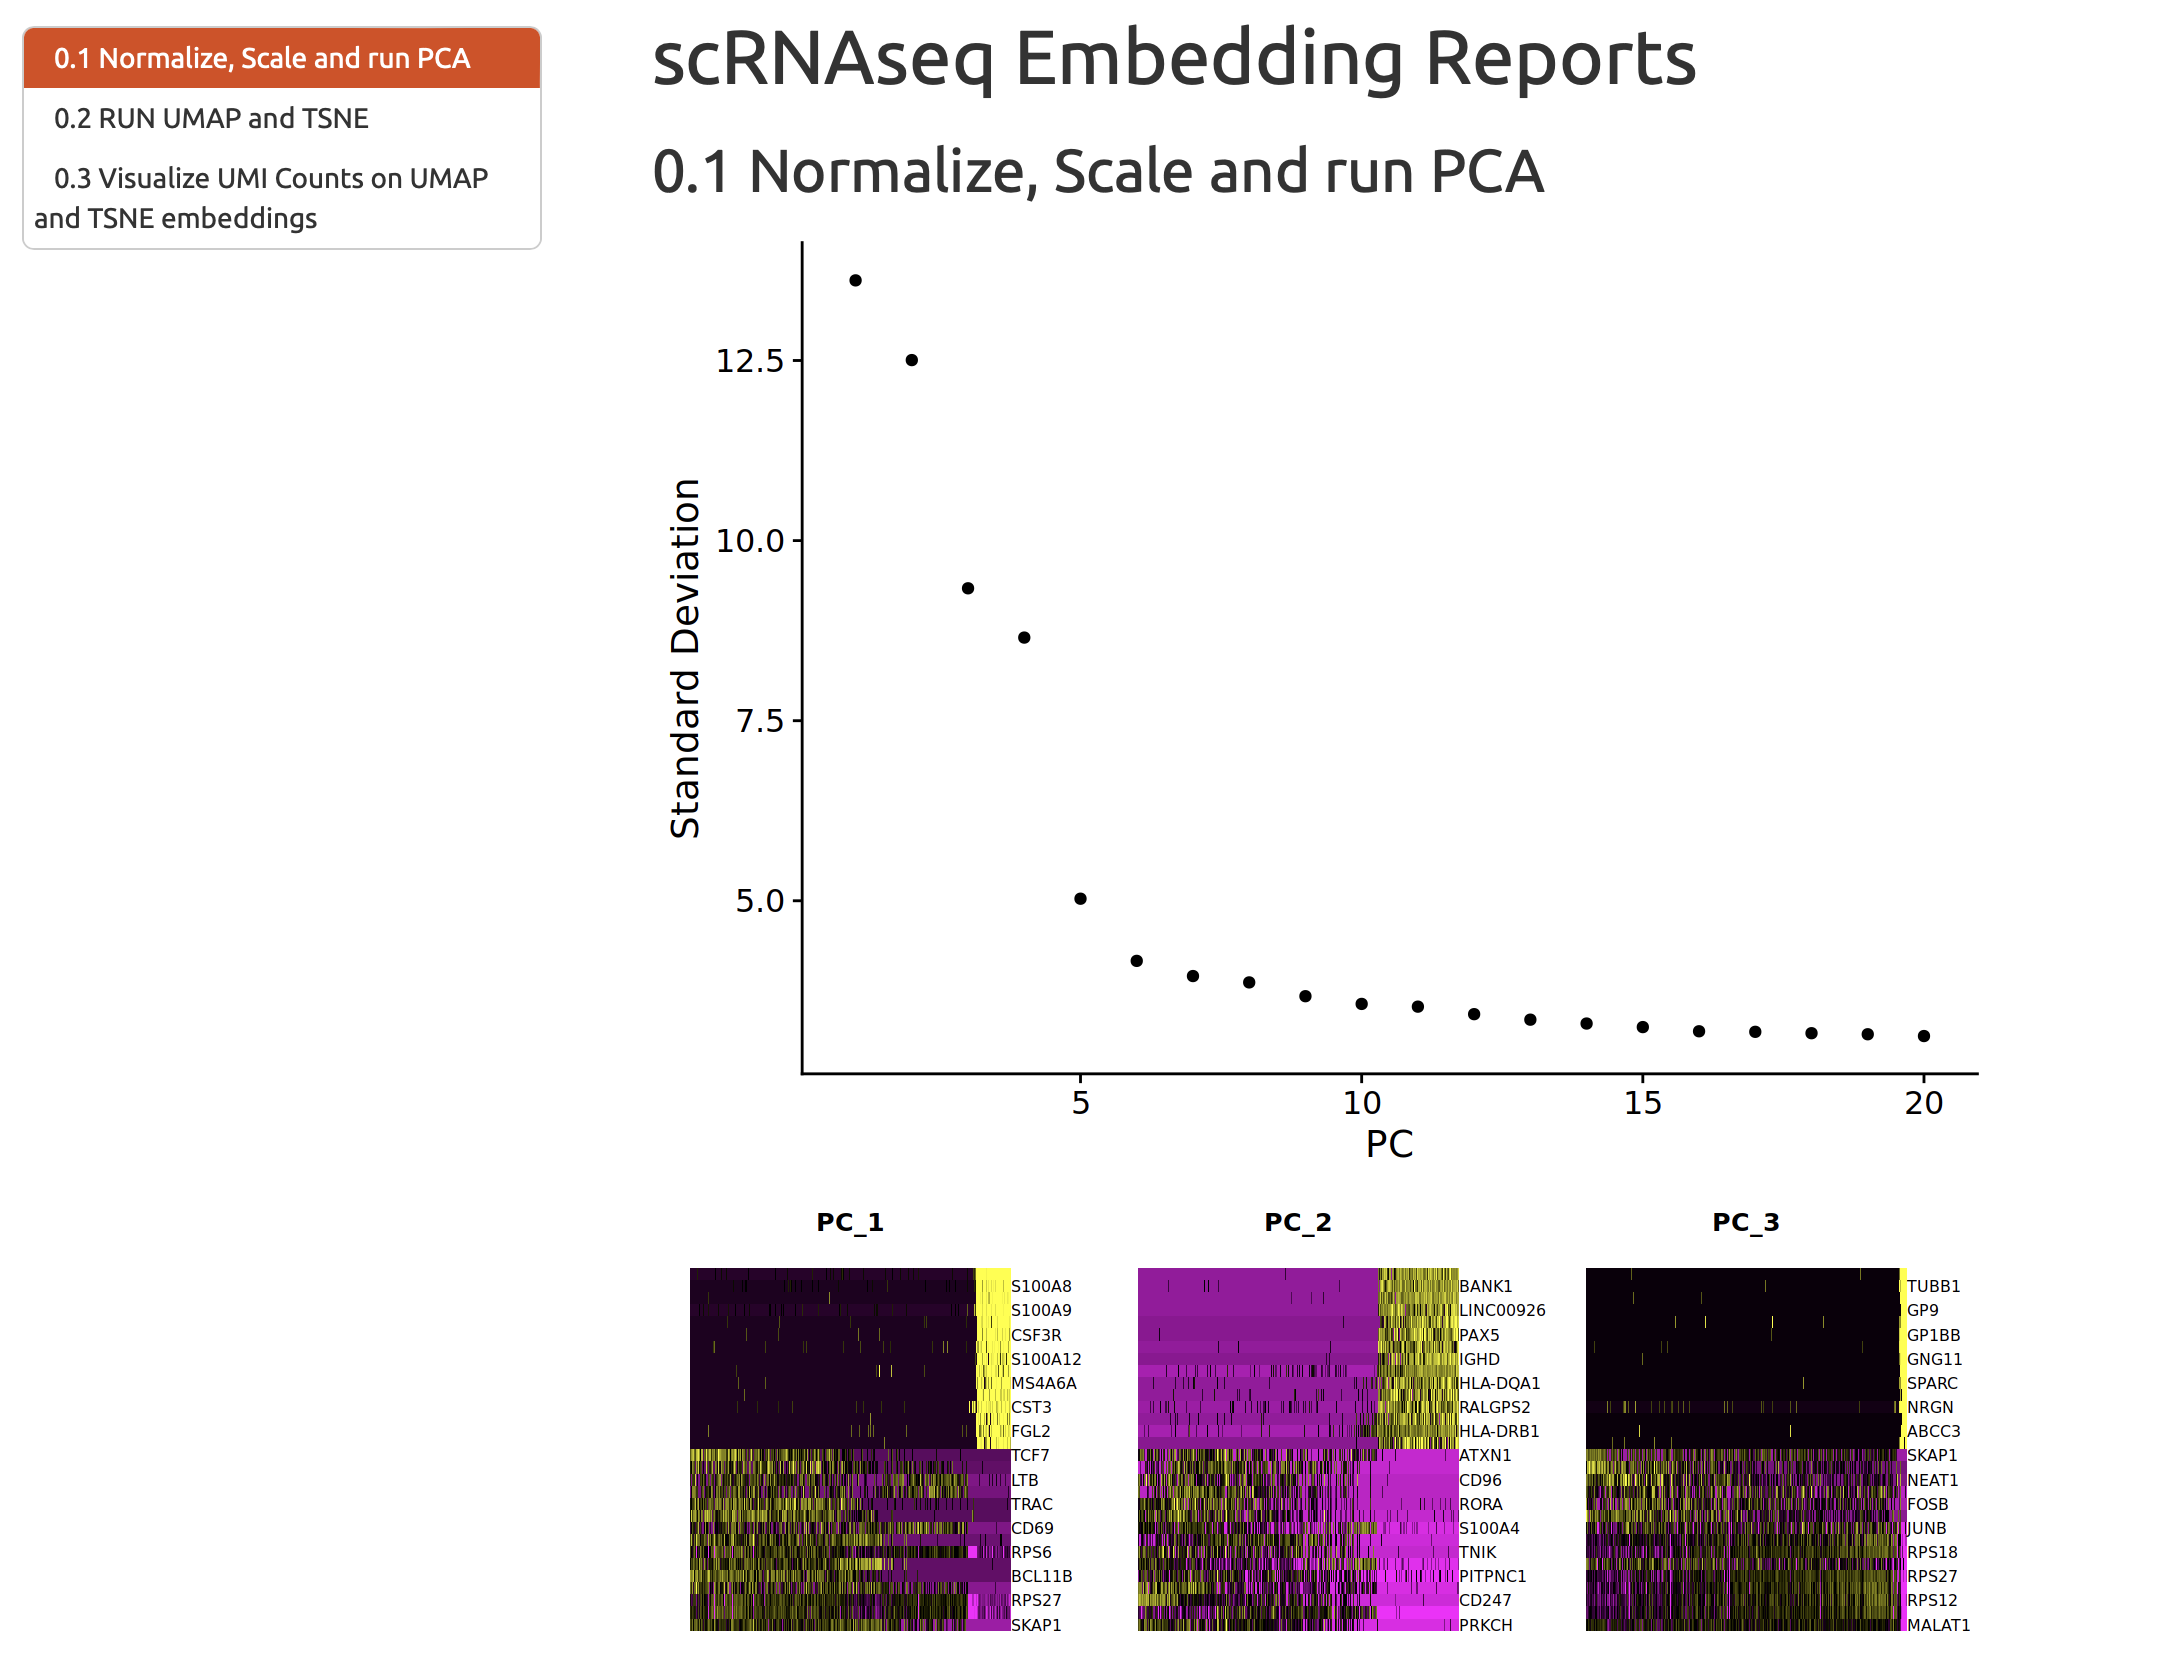 0.1 Normalize, Scale and run PCA
0.2 RUN UMAP and TSNE
0.3 Visualize UMI Counts on UMAP
and TSNE embeddings
scRNAseq Embedding Reports
0.1 Normalize, Scale and run PCA
12.5
10.0
7.5
5.0
Standard Deviation
5
10
15
20
PC
PC_1
S100A8
S100A9
CSF3R
S100A12
MS4A6A
CST3
FGL2
TCF7
LTB
TRAC
CD69
RPS6
BCL11B
RPS27
SKAP1
PC_2
BANK1
LINC00926
PAX5
IGHD
HLA-DQA1
RALGPS2
HLA-DRB1
ATXN1
CD96
RORA
S100A4
TNIK
PITPNC1
CD247
PRKCH
PC_3
TUBB1
GP9
GP1BB
GNG11
SPARC
NRGN
ABCC3
SKAP1
NEAT1
FOSB
JUNB
RPS18
RPS27
RPS12
MALAT1